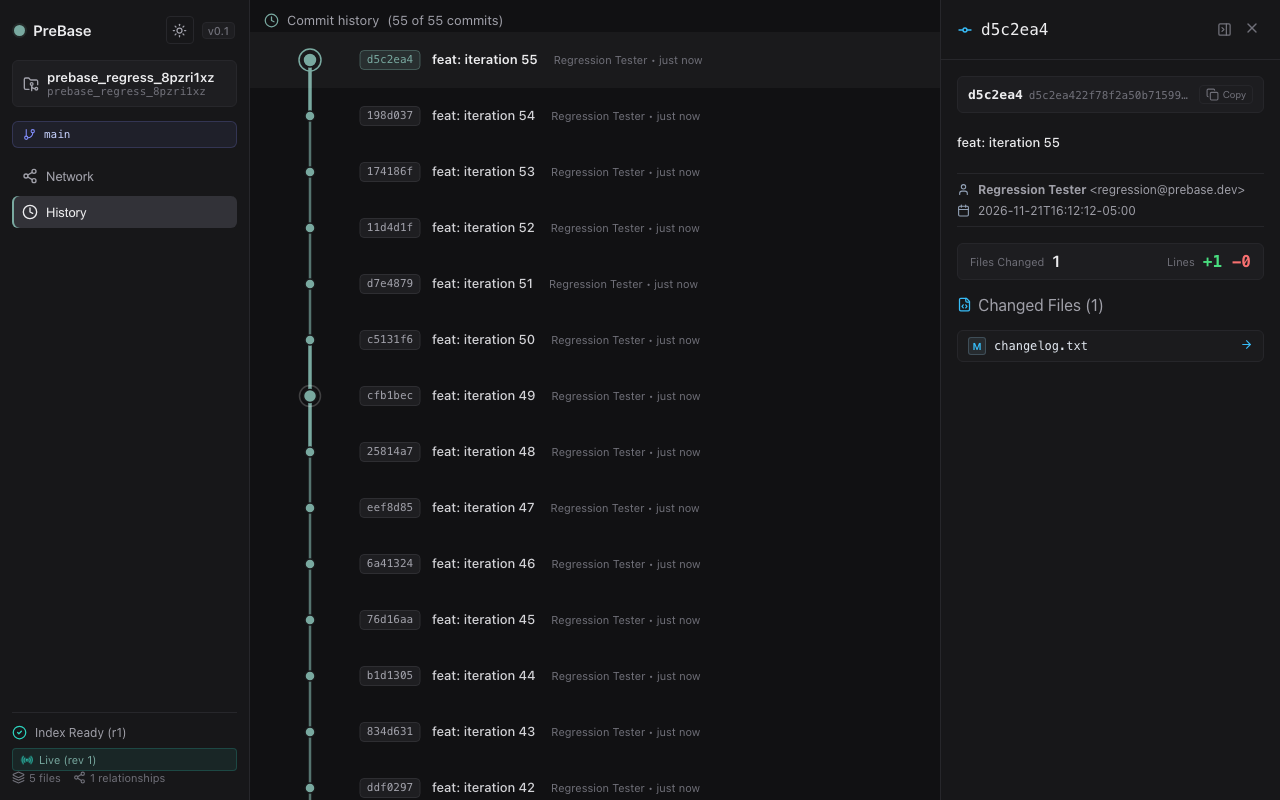 PreBase
v0.1
prebase_regress_8pzri1xz
prebase_regress_8pzri1xz
main
Network
History
Index Ready (r1)
Live (rev 1)
5 files 1 relationships
Commit history (55 of 55 commits)
d5c2ea4 feat: iteration 55 Regression Tester • just now
198d037 feat: iteration 54 Regression Tester • just now
174186f feat: iteration 53 Regression Tester • just now
11d4d1f feat: iteration 52 Regression Tester • just now
d7e4879 feat: iteration 51 Regression Tester • just now
c5131f6 feat: iteration 50 Regression Tester • just now
cfb1bec feat: iteration 49 Regression Tester • just now
25814a7 feat: iteration 48 Regression Tester • just now
eef8d85 feat: iteration 47 Regression Tester • just now
6a41324 feat: iteration 46 Regression Tester • just now
76d16aa feat: iteration 45 Regression Tester • just now
b1d1305 feat: iteration 44 Regression Tester • just now
834d631 feat: iteration 43 Regression Tester • just now
ddf0297 feat: iteration 42 Regression Tester • just now
d5c2ea4
d5c2ea4 d5c2ea422f78f2a50b71599… Copy
feat: iteration 55
Regression Tester <regression@prebase.dev>
2026-11-21T16:12:12-05:00
Files Changed 1 Lines +1 −0
Changed Files (1)
M changelog.txt